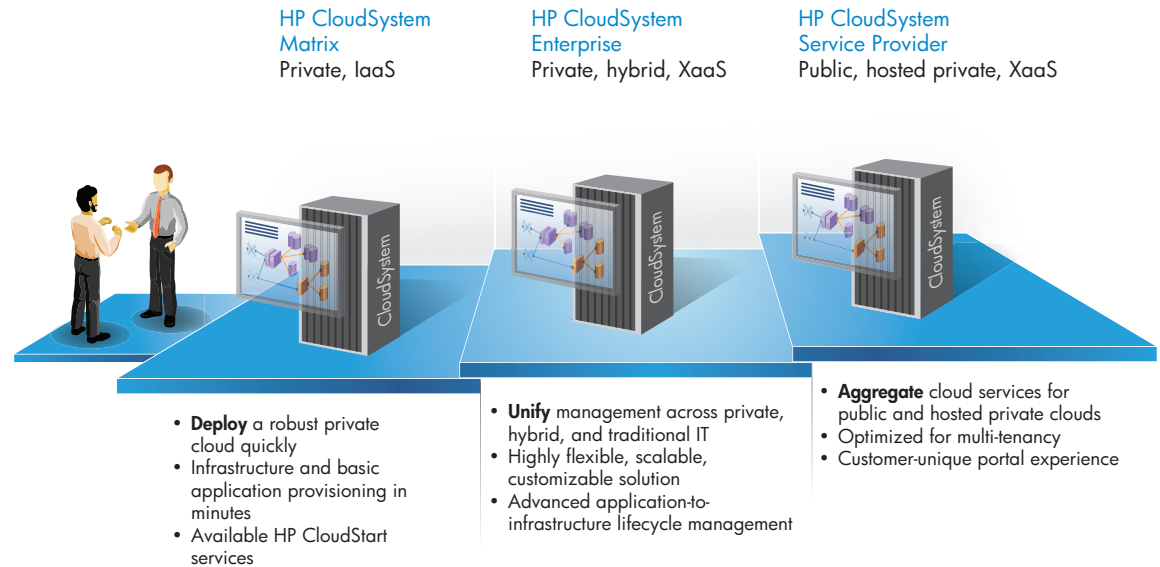 HP CloudSystem
Matrix
Private, IaaS
HP CloudSystem
Enterprise
Private, hybrid, XaaS
HP CloudSystem
Service Provider
Public, hosted private, XaaS
CloudSystem
CloudSystem
CloudSystem
• Deploy a robust private
cloud quickly
• Infrastructure and basic
application provisioning in
minutes
• Available HP CloudStart
services
• Unify management across private,
hybrid, and traditional IT
• Highly flexible, scalable,
customizable solution
• Advanced application-to-
infrastructure lifecycle management
• Aggregate cloud services for
public and hosted private clouds
• Optimized for multi-tenancy
• Customer-unique portal experience